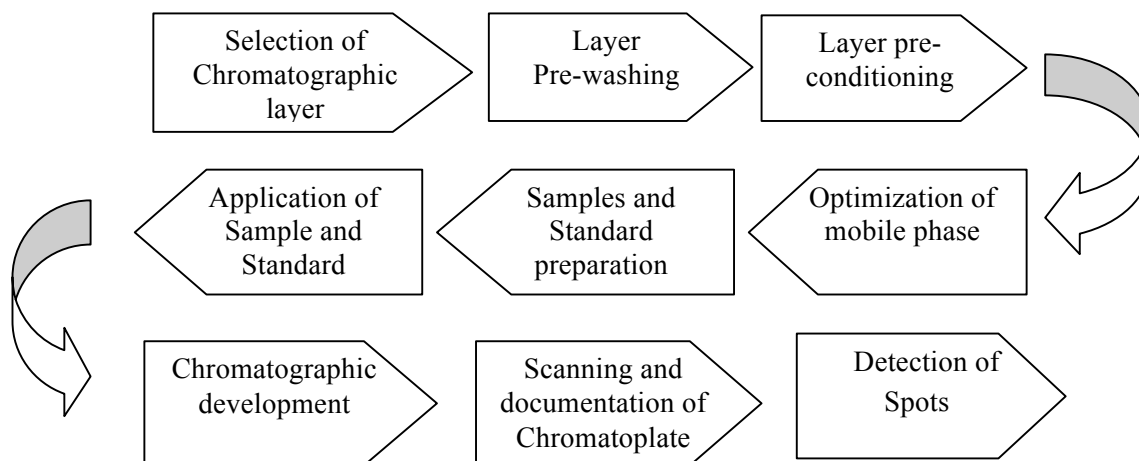 Selection of
Chromatographic
layer
Layer
Pre-washing
Layer pre-
conditioning
Optimization of
mobile phase
Samples and
Standard
preparation
Application of
Sample and
Standard
Chromatographic
development
Scanning and
documentation of
Chromatoplate
Detection of
Spots